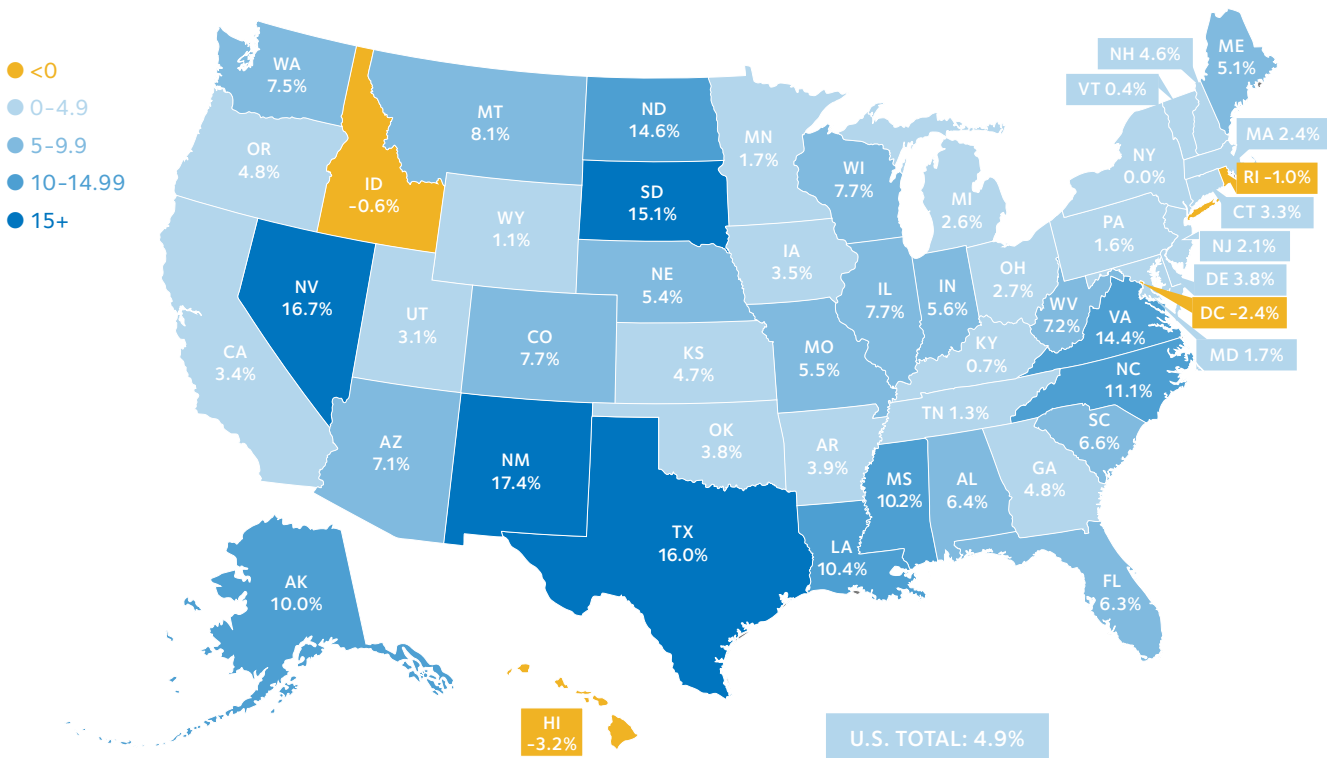 <0
0–4.9
5–9.9
10–14.99
15+
WA
7.5%
OR
4.8%
ID
-0.6%
MT
8.1%
ND
14.6%
SD
15.1%
MN
1.7%
WI
7.7%
MI
2.6%
NY
0.0%
VT 0.4%
NH 4.6%
ME
5.1%
MA 2.4%
RI -1.0%
CT 3.3%
NJ 2.1%
DE 3.8%
DC -2.4%
MD 1.7%
PA
1.6%
WY
1.1%
NE
5.4%
IA
3.5%
IL
7.7%
IN
5.6%
OH
2.7%
WV
7.2%
VA
14.4%
NV
16.7%
UT
3.1%
CO
7.7%
KS
4.7%
MO
5.5%
KY
0.7%
NC
11.1%
CA
3.4%
AZ
7.1%
NM
17.4%
OK
3.8%
AR
3.9%
TN 1.3%
SC
6.6%
TX
16.0%
LA
10.4%
MS
10.2%
AL
6.4%
GA
4.8%
FL
6.3%
AK
10.0%
HI
-3.2%
U.S. TOTAL: 4.9%